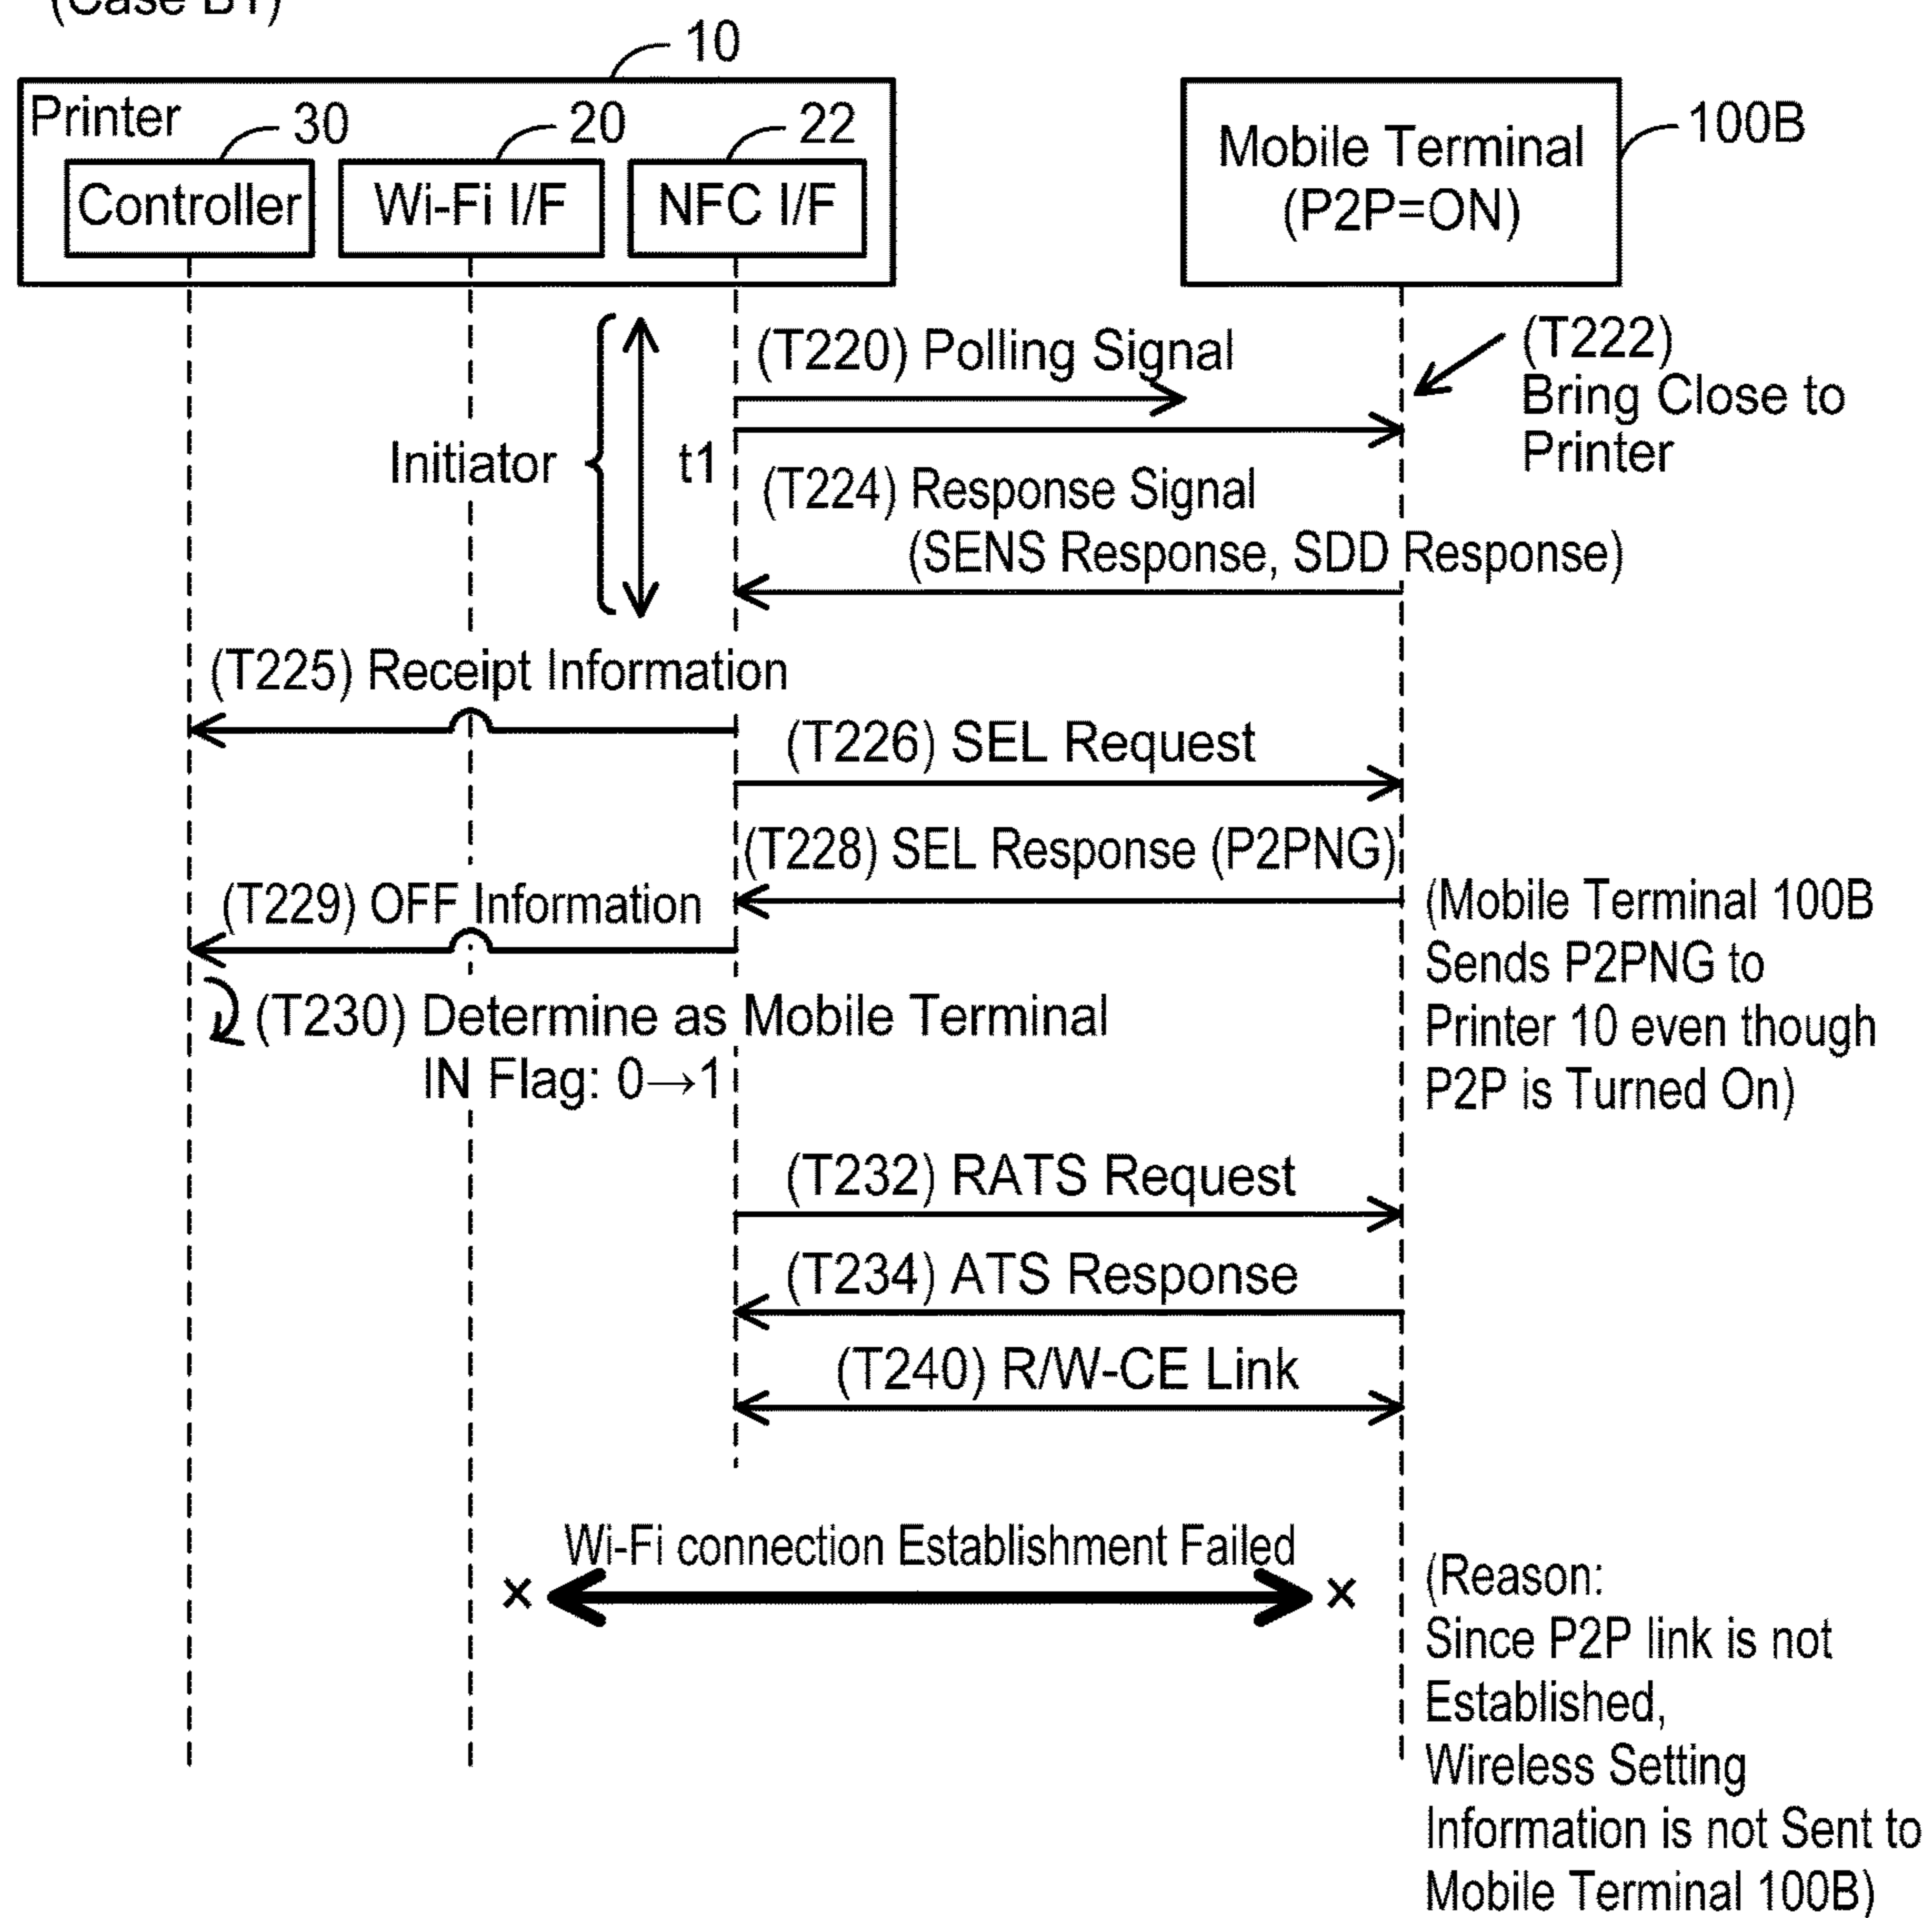 (Case B1)
10
Printer
30
20
22
100B
Controller
Wi-Fi I/F
NFC I/F
Mobile Terminal
(P2P=ON)
(T220) Polling Signal
(T222)
Bring Close to
Printer
Initiator
t1
(T224) Response Signal
(SENS Response, SDD Response)
(T225) Receipt Information
(T226) SEL Request
(T228) SEL Response (P2PNG)
(T229) OFF Information
(Mobile Terminal 100B
Sends P2PNG to
Printer 10 even though
P2P is Turned On)
(T230) Determine as Mobile Terminal
IN Flag: 0→1
(T232) RATS Request
(T234) ATS Response
(T240) R/W-CE Link
Wi-Fi connection Establishment Failed
× ×
(Reason:
Since P2P link is not
Established,
Wireless Setting
Information is not Sent to
Mobile Terminal 100B)